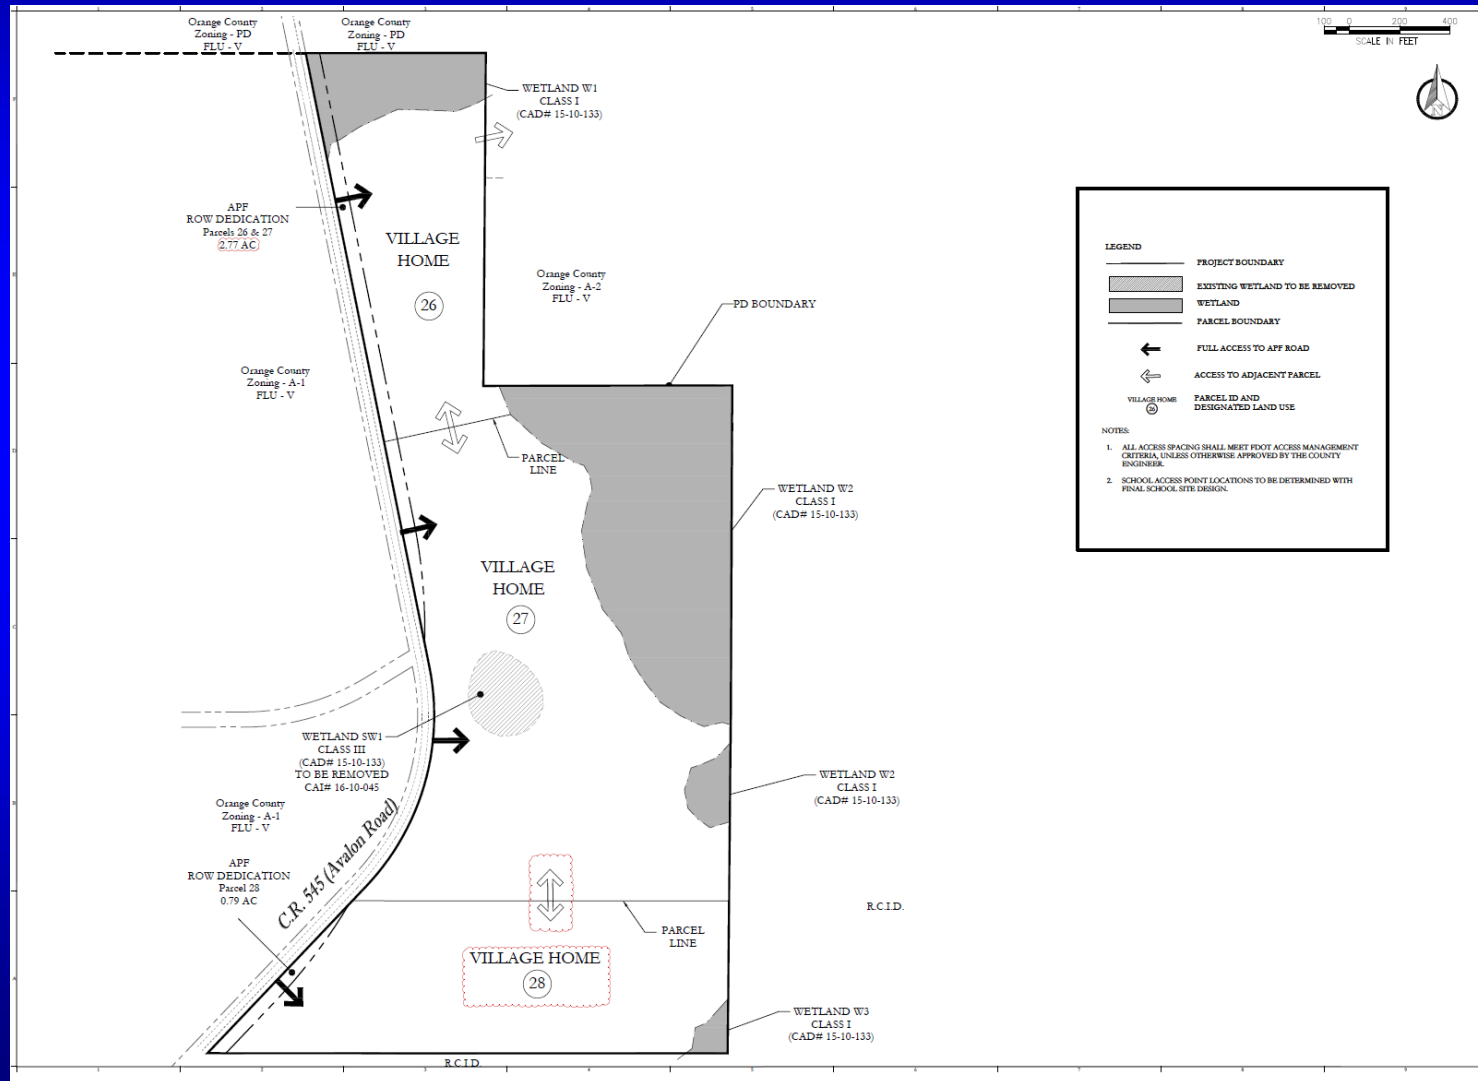 Orange County
Zoning - PD
FLU - V
Orange County
Zoning - PD
FLU - V
100 0 200 400
SCALE IN FEET
N
WETLAND W1
CLASS I
(CAD# 15-10-133)
APF
ROW DEDICATION
Parcels 26 & 27
2.77 AC
VILLAGE
HOME
26
Orange County
Zoning - A-2
FLU - V
PD BOUNDARY
Orange County
Zoning - A-1
FLU - V
PARCEL
LINE
WETLAND W2
CLASS I
(CAD# 15-10-133)
VILLAGE
HOME
27
WETLAND SW1
CLASS III
(CAD# 15-10-133)
TO BE REMOVED
CAI# 16-10-045
WETLAND W2
CLASS I
(CAD# 15-10-133)
Orange County
Zoning - A-1
FLU - V
C.R. 545 (Avalon Road)
APF
ROW DEDICATION
Parcel 28
0.79 AC
R.C.I.D.
PARCEL
LINE
VILLAGE HOME
28
WETLAND W3
CLASS I
(CAD# 15-10-133)
R.C.I.D.
LEGEND
PROJECT BOUNDARY
EXISTING WETLAND TO BE REMOVED
WETLAND
PARCEL BOUNDARY
FULL ACCESS TO APF ROAD
ACCESS TO ADJACENT PARCEL
VILLAGE HOME
26
PARCEL ID AND
DESIGNATED LAND USE
NOTES:
1. ALL ACCESS SPACING SHALL MEET FDOT ACCESS MANAGEMENT
CRITERIA, UNLESS OTHERWISE APPROVED BY THE COUNTY
ENGINEER.
2. SCHOOL ACCESS POINT LOCATIONS TO BE DETERMINED WITH
FINAL SCHOOL SITE DESIGN.